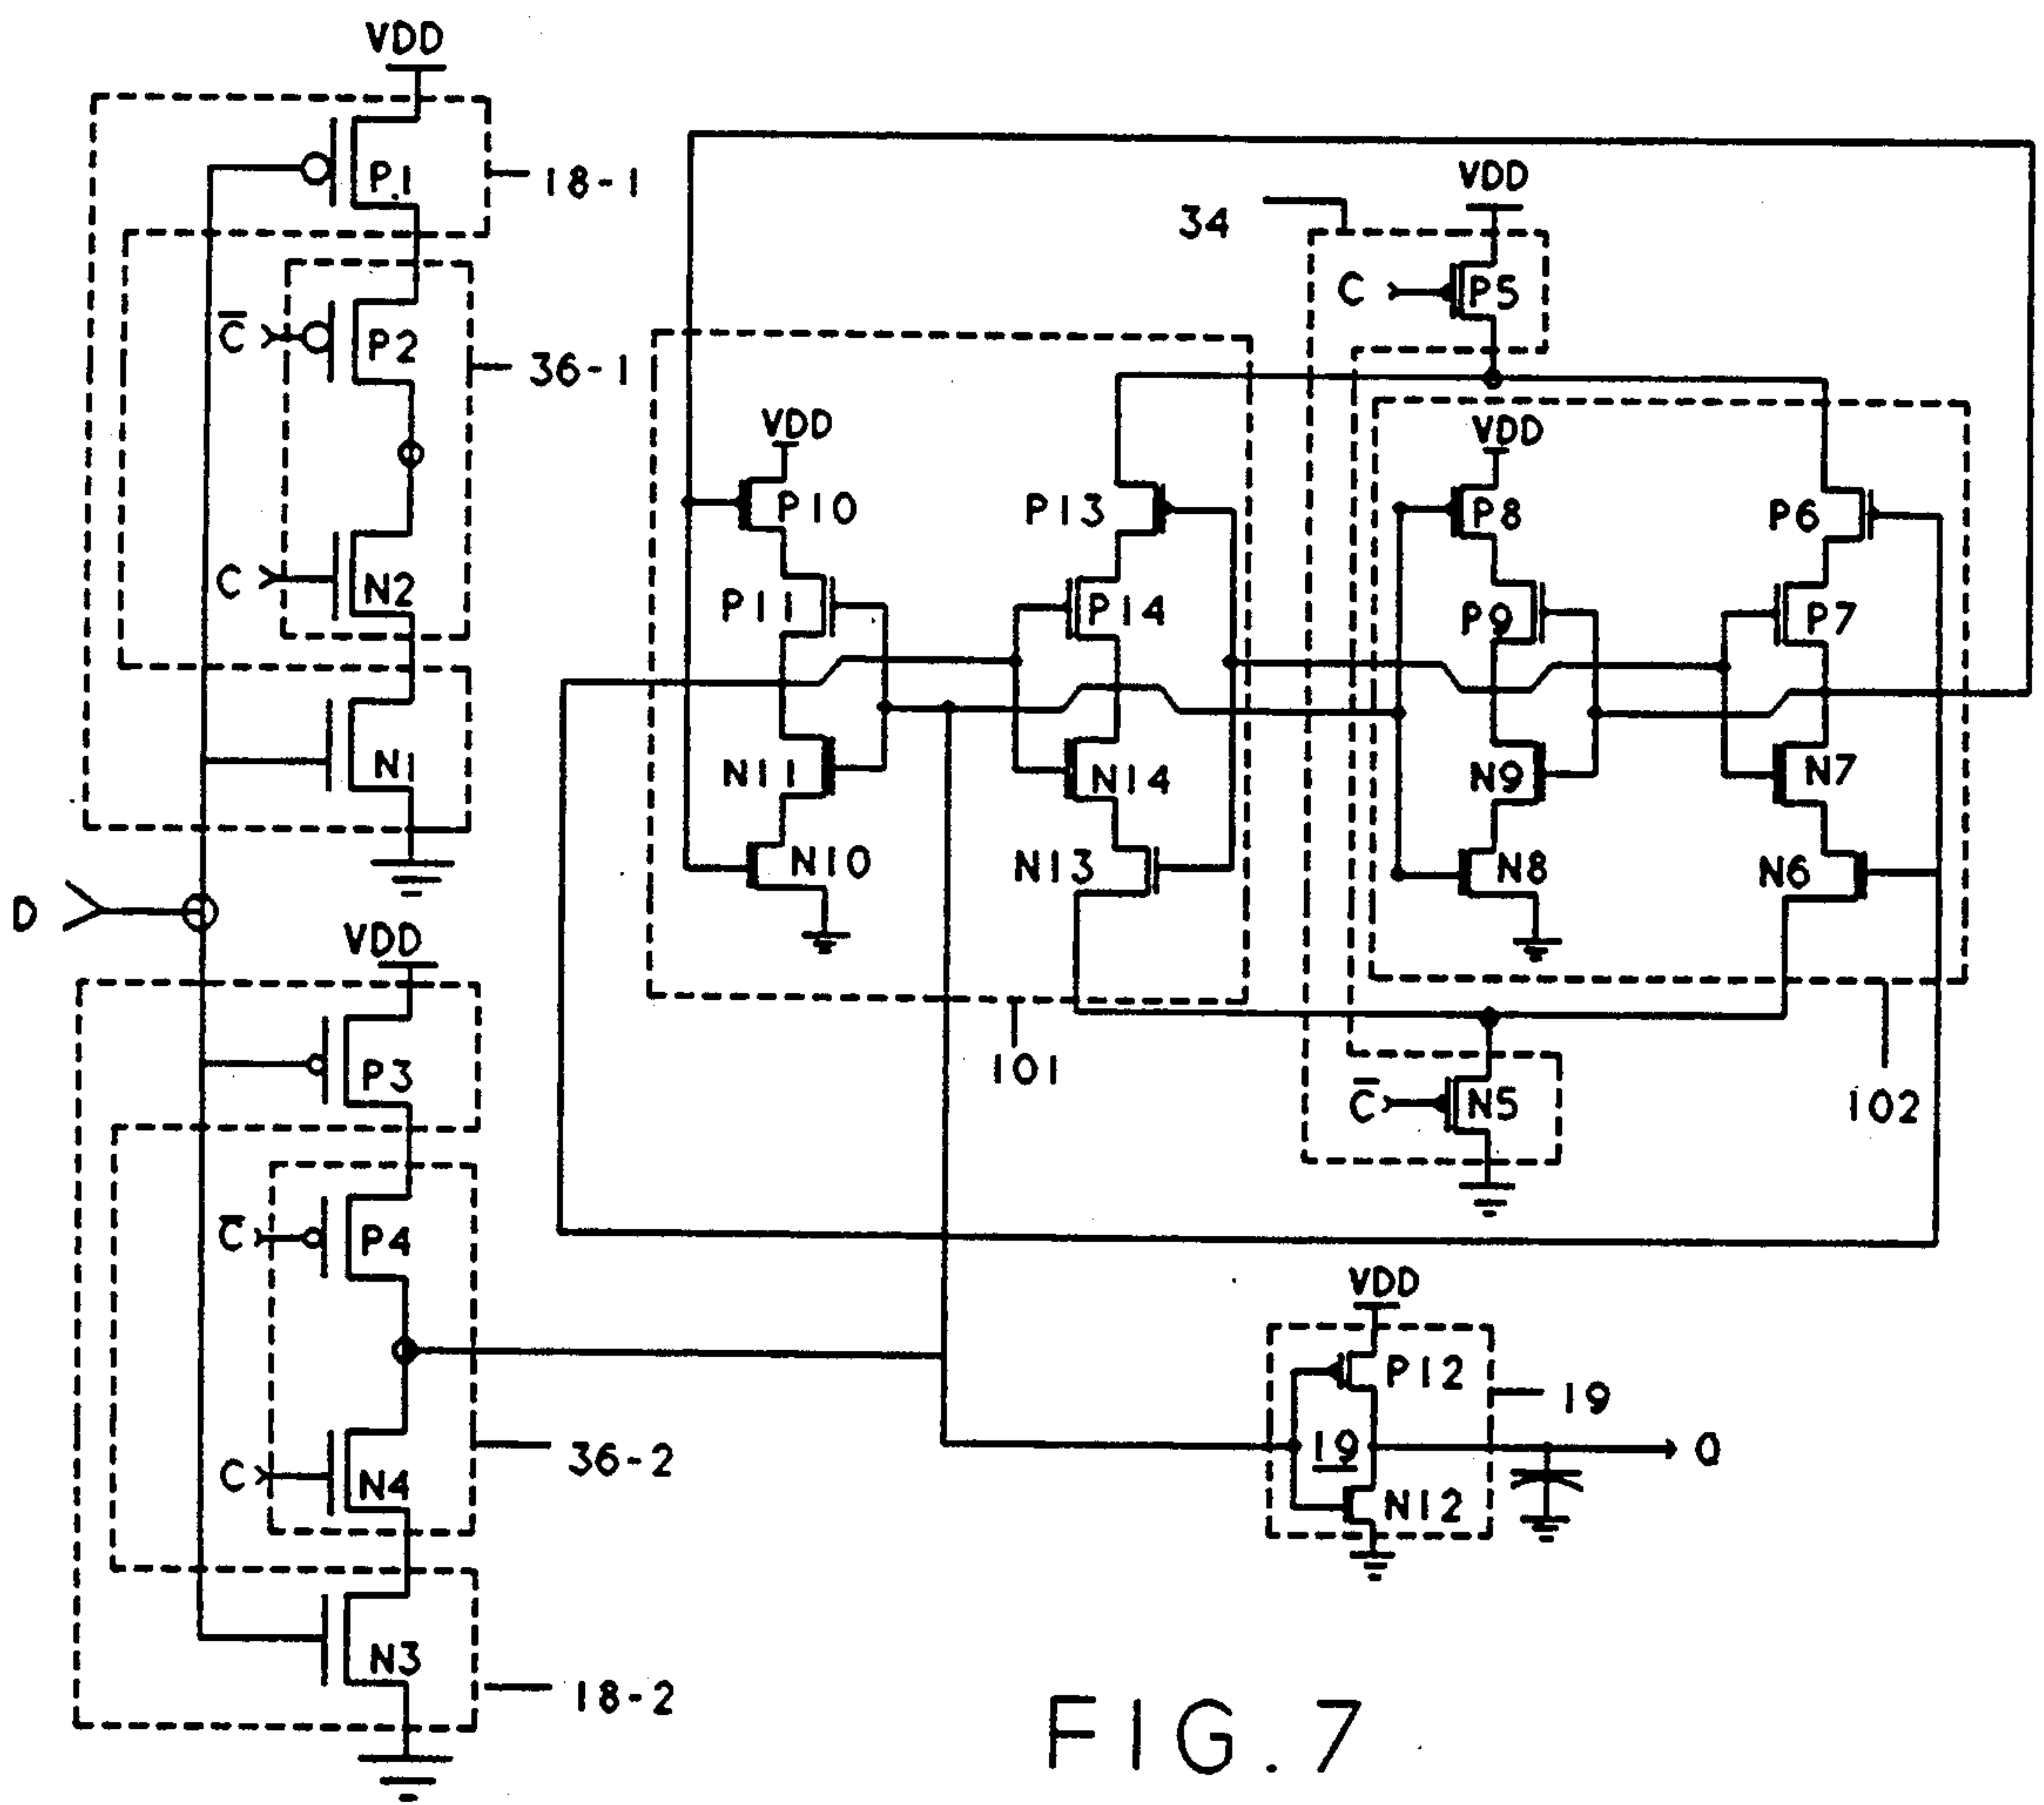 VDD
P1
18-1
C̅
P2
36-1
C
N2
N1
D
VDD
P3
C̅
P4
C
N4
36-2
N3
18-2
34
VDD
C
P5
VDD
P10
P13
VDD
P8
P6
P11
P14
P9
P7
N11
N14
N9
N7
N10
N13
N8
N6
101
C̅
N5
102
VDD
P12
19
19
Q
N12
FIG. 7